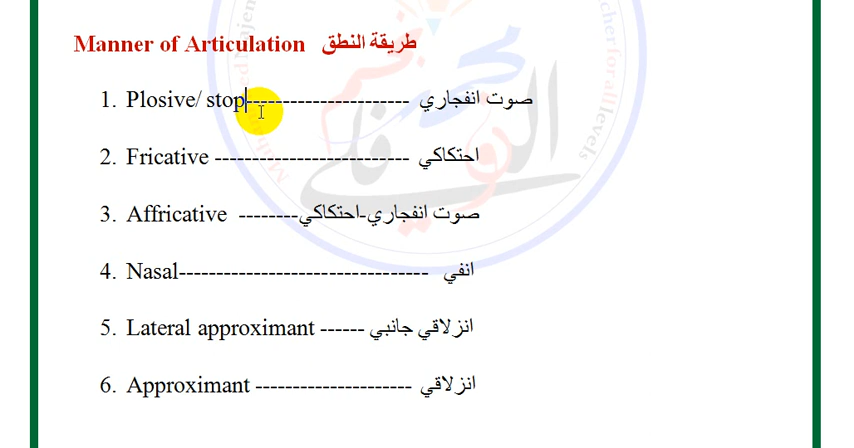 Manner of Articulation طريقة النطق
1. Plosive/ stop---------------------- صوت انفجاري
2. Fricative -------------------------- احتكاكي
3. Affricative --------صوت انفجاري-احتكاكي
4. Nasal--------------------------------- انفي
5. Lateral approximant ------ انزلاقي جانبي
6. Approximant --------------------- انزلاقي